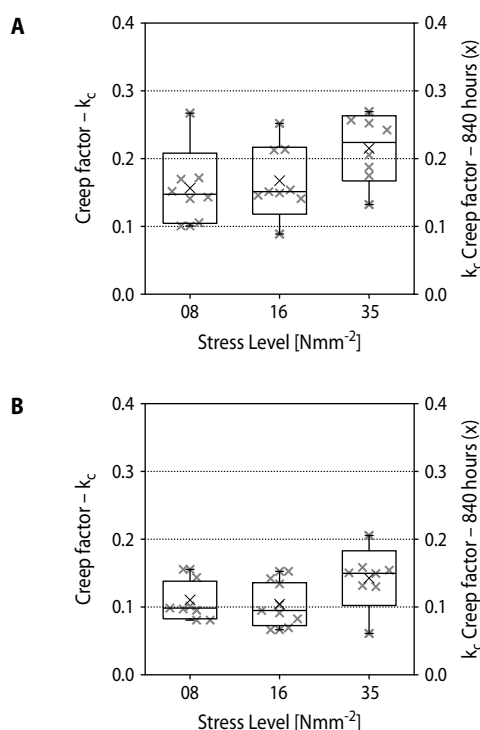 A
0.4
0.3
0.2
0.1
0.0
Creep factor – k_c
0.4
0.3
0.2
0.1
0.0
k_c Creep factor – 840 hours (x)
08 16 35
Stress Level [Nmm⁻²]
B
0.4
0.3
0.2
0.1
0.0
Creep factor – k_c
0.4
0.3
0.2
0.1
0.0
k_c Creep factor – 840 hours (x)
08 16 35
Stress Level [Nmm⁻²]